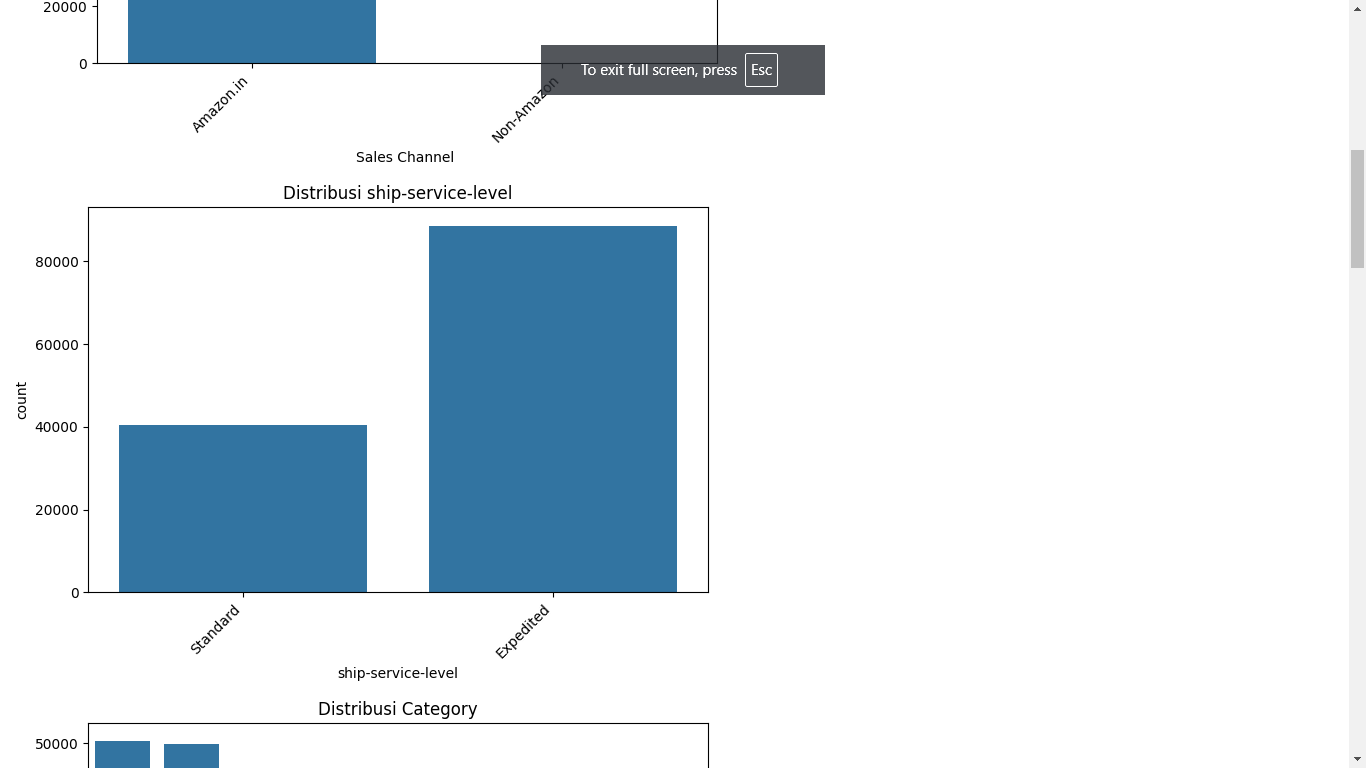 20000
0
To exit full screen, press Esc
Amazon.in
Non-Amazon
Sales Channel
Distribusi ship-service-level
80000
60000
count
40000
20000
0
Standard
Expedited
ship-service-level
Distribusi Category
50000